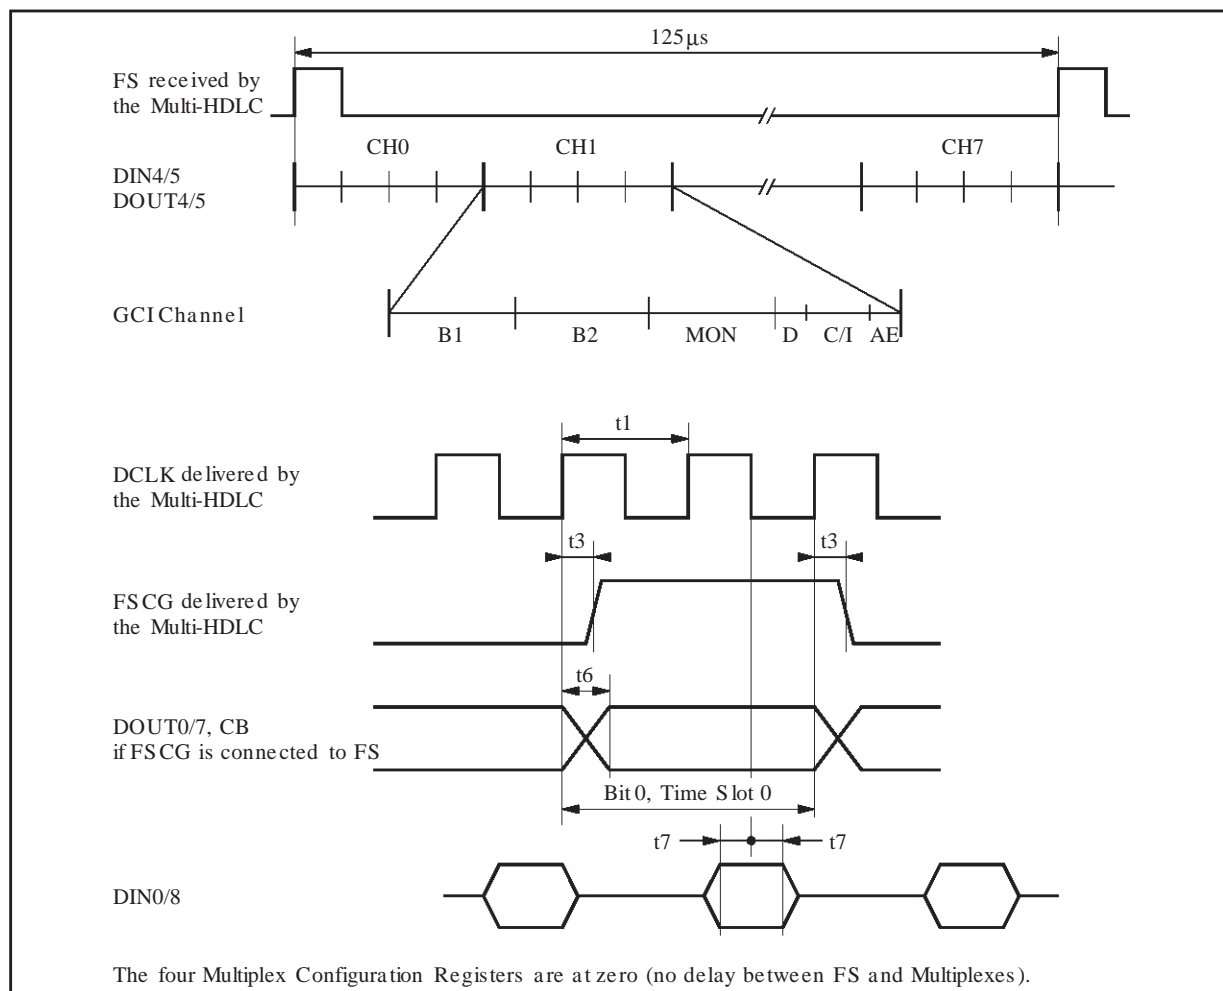 125µs
FS received by
the Multi-HDLC
CH0 CH1 CH7
DIN4/5
DOUT4/5
GCI Channel
B1 B2 MON D C/I AE
t1
DCLK delivered by
the Multi-HDLC
t3 t3
FSCG delivered by
the Multi-HDLC
t6
DOUT0/7, CB
if FSCG is connected to FS
Bit 0, Time Slot 0
t7 t7
DIN0/8
The four Multiplex Configuration Registers are at zero (no delay between FS and Multiplexes).